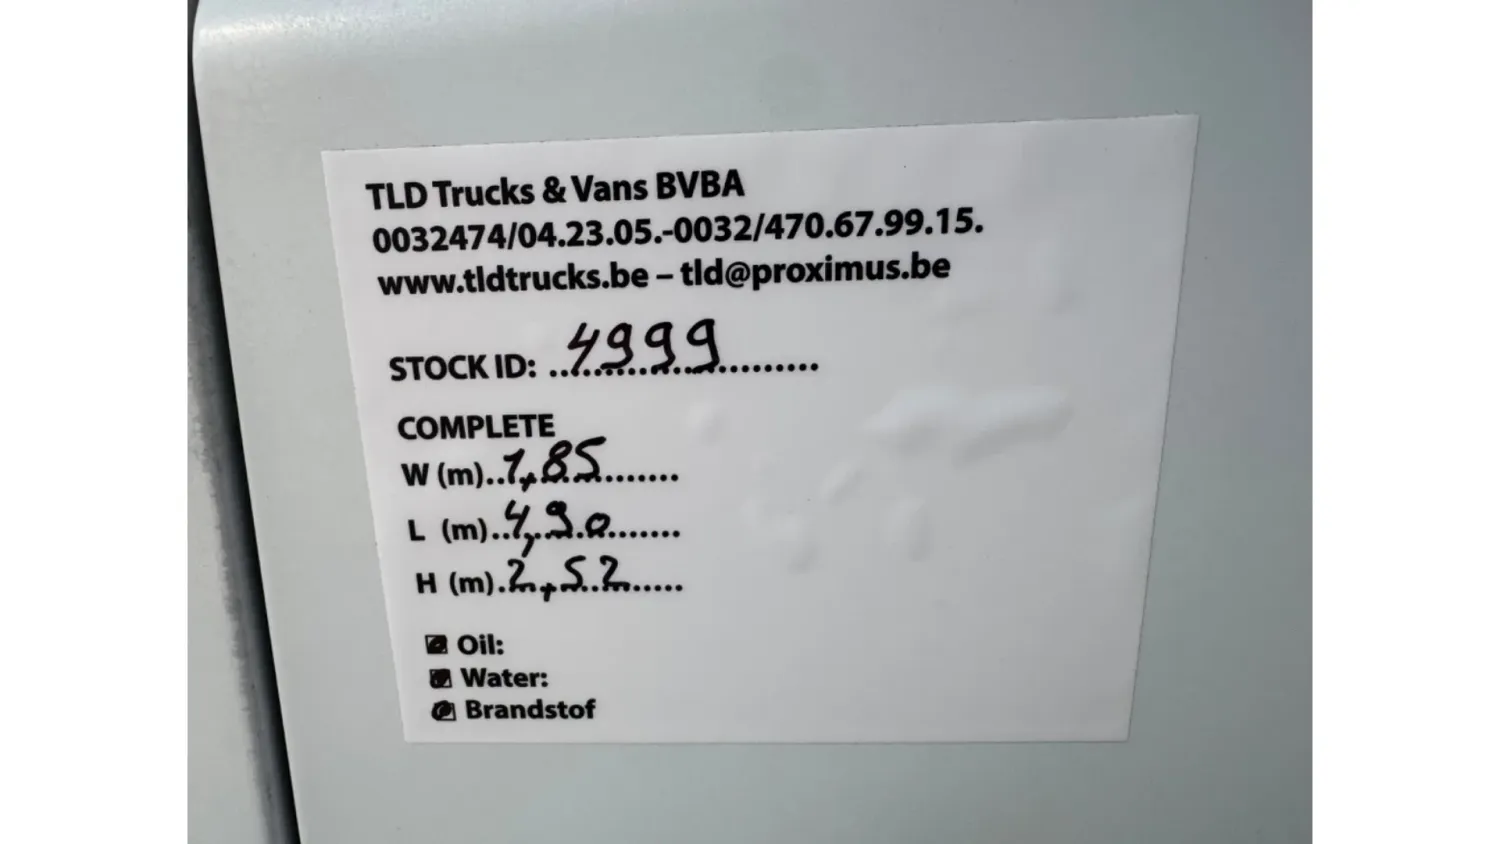 TLD Trucks & Vans BVBA
0032474/04.23.05.-0032/470.67.99.15.
www.tldtrucks.be – tld@proximus.be
STOCK ID: 4999
COMPLETE
W (m) 1,85
L (m) 4,90
H (m) 2,52
Oil:
Water:
Brandstof